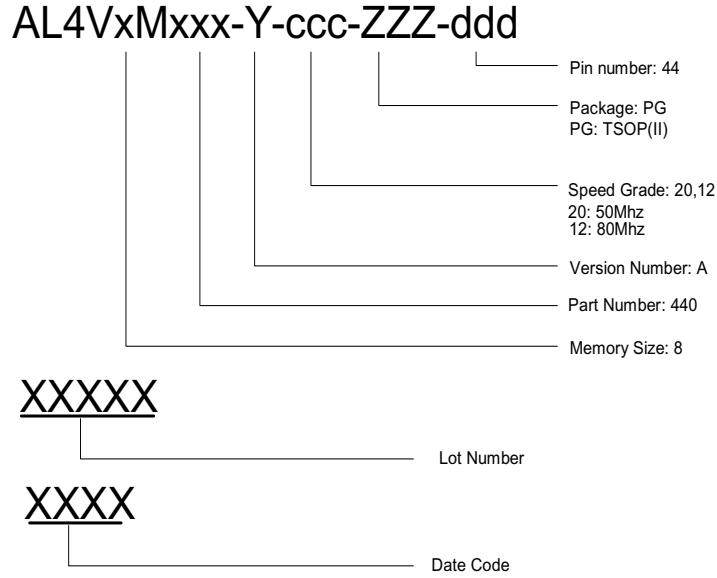 AL4VxMxxx-Y-ccc-ZZZ-ddd
Pin number: 44
Package: PG
PG: TSOP(II)
Speed Grade: 20,12
20: 50Mhz
12: 80Mhz
Version Number: A
Part Number: 440
Memory Size: 8
XXXXX
Lot Number
XXXX
Date Code